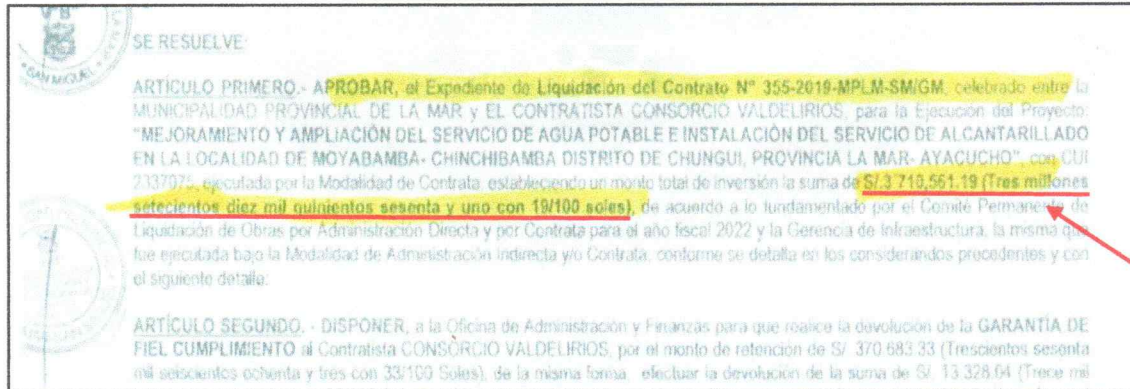 V°B°
SAN MIGUEL
LA MAR
SE RESUELVE:
ARTÍCULO PRIMERO.- APROBAR, el Expediente de Liquidación del Contrato N° 355-2019-MPLM-SM/GM, celebrado entre la
MUNICIPALIDAD PROVINCIAL DE LA MAR y EL CONTRATISTA CONSORCIO VALDELIRIOS, para la Ejecución del Proyecto:
"MEJORAMIENTO Y AMPLIACIÓN DEL SERVICIO DE AGUA POTABLE E INSTALACIÓN DEL SERVICIO DE ALCANTARILLADO
EN LA LOCALIDAD DE MOYABAMBA- CHINCHIBAMBA DISTRITO DE CHUNGUI, PROVINCIA LA MAR- AYACUCHO", con CUI
2337975, ejecutada por la Modalidad de Contrata, estableciendo un monto total de inversión la suma de S/.3 710,561.19 (Tres millones
setecientos diez mil quinientos sesenta y uno con 19/100 soles), de acuerdo a lo fundamentado por el Comité Permanente de
Liquidación de Obras por Administración Directa y por Contrata para el año fiscal 2022 y la Gerencia de Infraestructura, la misma que
fue ejecutada bajo la Modalidad de Administración Indirecta y/o Contrata, conforme se detalla en los considerandos precedentes y con
el siguiente detalle:
ARTÍCULO SEGUNDO. - DISPONER, a la Oficina de Administración y Finanzas para que realice la devolución de la GARANTÍA DE
FIEL CUMPLIMIENTO al Contratista CONSORCIO VALDELIRIOS, por el monto de retención de S/ 370 683.33 (Trescientos sesenta
mil seiscientos ochenta y tres con 33/100 Soles), de la misma forma efectuar la devolución de la suma de S/. 13 328.64 (Trece mil